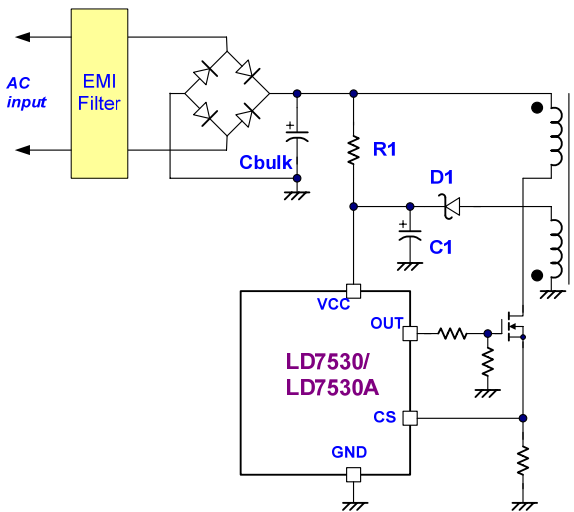 AC
input
EMI
Filter
+
Cbulk
R1
D1
+
C1
VCC
OUT
LD7530/
LD7530A
CS
GND